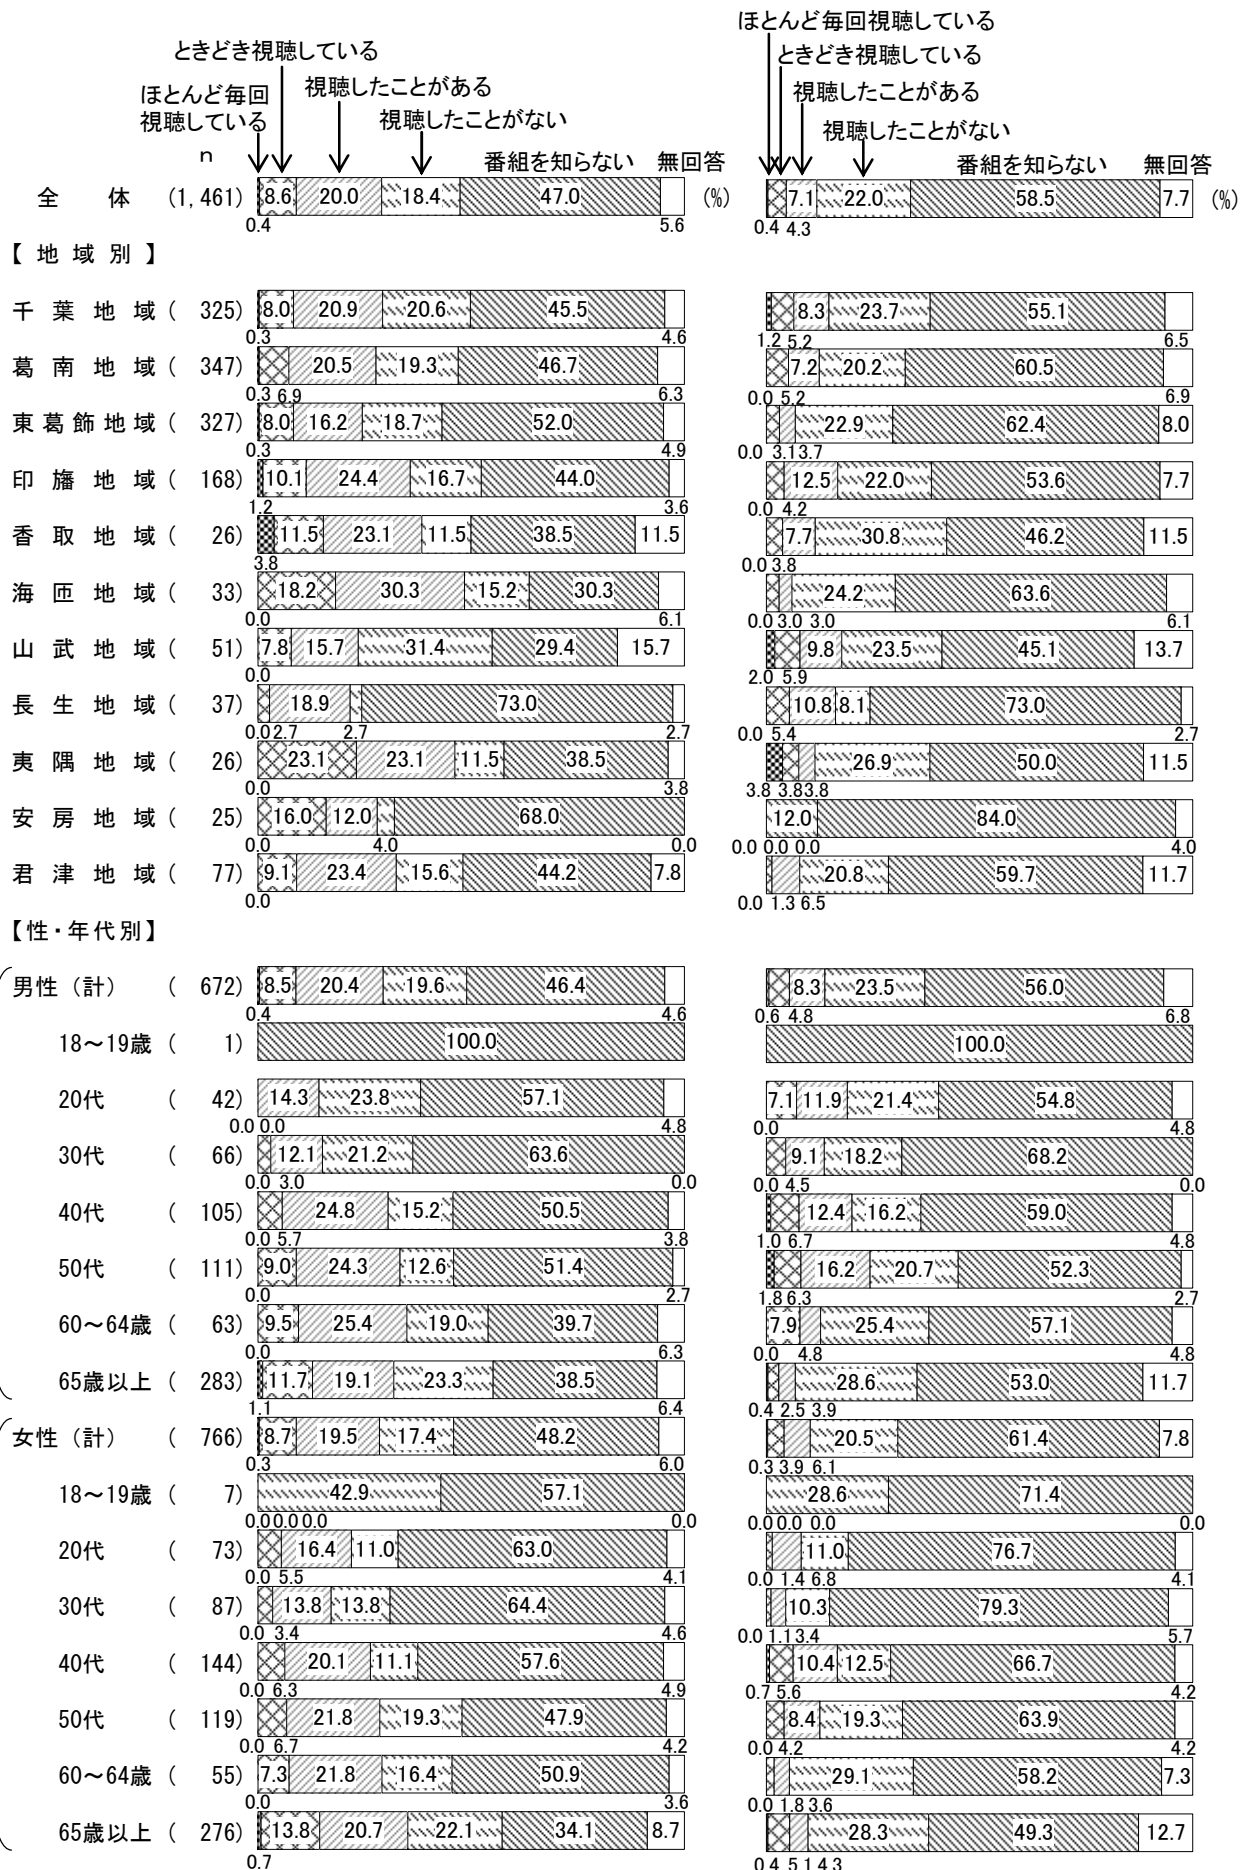 ほとんど毎回視聴している
ときどき視聴している ときどき視聴している
ほとんど毎回 視聴したことがある 視聴したことがある
視聴している 視聴したことがない 視聴したことがない
n 番組を知らない 無回答 番組を知らない 無回答
全体 (1,461) 8.6 20.0 18.4 47.0 (%) 7.1 22.0 58.5 7.7 (%)
0.4 5.6 0.4 4.3
【地域別】
千葉地域( 325) 8.0 20.9 20.6 45.5 8.3 23.7 55.1
0.3 4.6 1.2 5.2 6.5
葛南地域( 347) 20.5 19.3 46.7 7.2 20.2 60.5
0.3 6.9 6.3 0.0 5.2 6.9
東葛飾地域( 327) 8.0 16.2 18.7 52.0 22.9 62.4 8.0
0.3 4.9 0.0 3.1 3.7
印旛地域( 168) 10.1 24.4 16.7 44.0 12.5 22.0 53.6 7.7
1.2 3.6 0.0 4.2
香取地域( 26) 11.5 23.1 11.5 38.5 11.5 7.7 30.8 46.2 11.5
3.8 0.0 3.8
海匝地域( 33) 18.2 30.3 15.2 30.3 24.2 63.6
0.0 6.1 0.0 3.0 3.0 6.1
山武地域( 51) 7.8 15.7 31.4 29.4 15.7 9.8 23.5 45.1 13.7
0.0 2.0 5.9
長生地域( 37) 18.9 73.0 10.8 8.1 73.0
0.0 2.7 2.7 2.7 0.0 5.4 2.7
夷隅地域( 26) 23.1 23.1 11.5 38.5 26.9 50.0 11.5
0.0 3.8 3.8 3.8 3.8
安房地域( 25) 16.0 12.0 68.0 12.0 84.0
0.0 4.0 0.0 0.0 0.0 0.0 4.0
君津地域( 77) 9.1 23.4 15.6 44.2 7.8 20.8 59.7 11.7
0.0 0.0 1.3 6.5
【性・年代別】
男性(計) ( 672) 8.5 20.4 19.6 46.4 8.3 23.5 56.0
0.4 4.6 0.6 4.8 6.8
18~19歳( 1) 100.0 100.0
20代 ( 42) 14.3 23.8 57.1 7.1 11.9 21.4 54.8
0.0 0.0 4.8 0.0 4.8
30代 ( 66) 12.1 21.2 63.6 9.1 18.2 68.2
0.0 3.0 0.0 0.0 4.5 0.0
40代 ( 105) 24.8 15.2 50.5 12.4 16.2 59.0
0.0 5.7 3.8 1.0 6.7 4.8
50代 ( 111) 9.0 24.3 12.6 51.4 16.2 20.7 52.3
0.0 2.7 1.8 6.3 2.7
60~64歳( 63) 9.5 25.4 19.0 39.7 7.9 25.4 57.1
0.0 6.3 0.0 4.8 4.8
65歳以上( 283) 11.7 19.1 23.3 38.5 28.6 53.0 11.7
1.1 6.4 0.4 2.5 3.9
女性(計) ( 766) 8.7 19.5 17.4 48.2 20.5 61.4 7.8
0.3 6.0 0.3 3.9 6.1
18~19歳( 7) 42.9 57.1 28.6 71.4
0.0 0.0 0.0 0.0 0.0 0.0 0.0 0.0
20代 ( 73) 16.4 11.0 63.0 11.0 76.7
0.0 5.5 4.1 0.0 1.4 6.8 4.1
30代 ( 87) 13.8 13.8 64.4 10.3 79.3
0.0 3.4 4.6 0.0 1.1 3.4 5.7
40代 ( 144) 20.1 11.1 57.6 10.4 12.5 66.7
0.0 6.3 4.9 0.7 5.6 4.2
50代 ( 119) 21.8 19.3 47.9 8.4 19.3 63.9
0.0 6.7 4.2 0.0 4.2 4.2
60~64歳( 55) 7.3 21.8 16.4 50.9 29.1 58.2 7.3
0.0 3.6 0.0 1.8 3.6
65歳以上( 276) 13.8 20.7 22.1 34.1 8.7 28.3 49.3 12.7
0.7 0.4 5.1 4.3